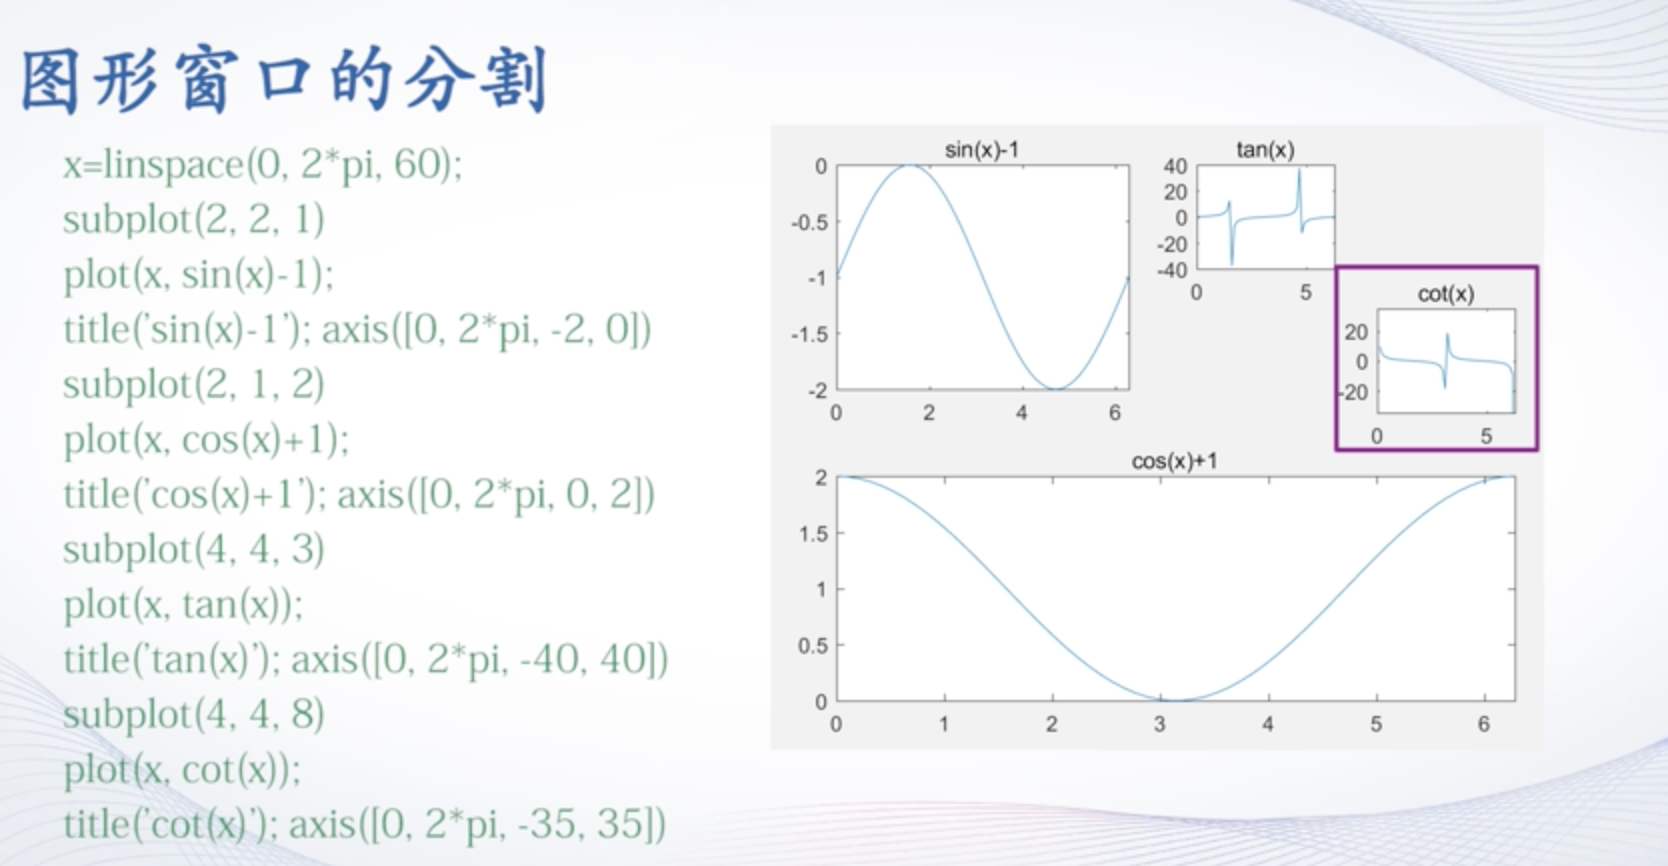 图形窗口的分割
x=linspace(0, 2*pi, 60);
subplot(2, 2, 1)
plot(x, sin(x)-1);
title('sin(x)-1'); axis([0, 2*pi, -2, 0])
subplot(2, 1, 2)
plot(x, cos(x)+1);
title('cos(x)+1'); axis([0, 2*pi, 0, 2])
subplot(4, 4, 3)
plot(x, tan(x));
title('tan(x)'); axis([0, 2*pi, -40, 40])
subplot(4, 4, 8)
plot(x, cot(x));
title('cot(x)'); axis([0, 2*pi, -35, 35])
sin(x)-1
0
-0.5
-1
-1.5
-2
0 2 4 6
tan(x)
40
20
0
-20
-40
0 5
cot(x)
20
0
-20
0 5
cos(x)+1
2
1.5
1
0.5
0
0 1 2 3 4 5 6